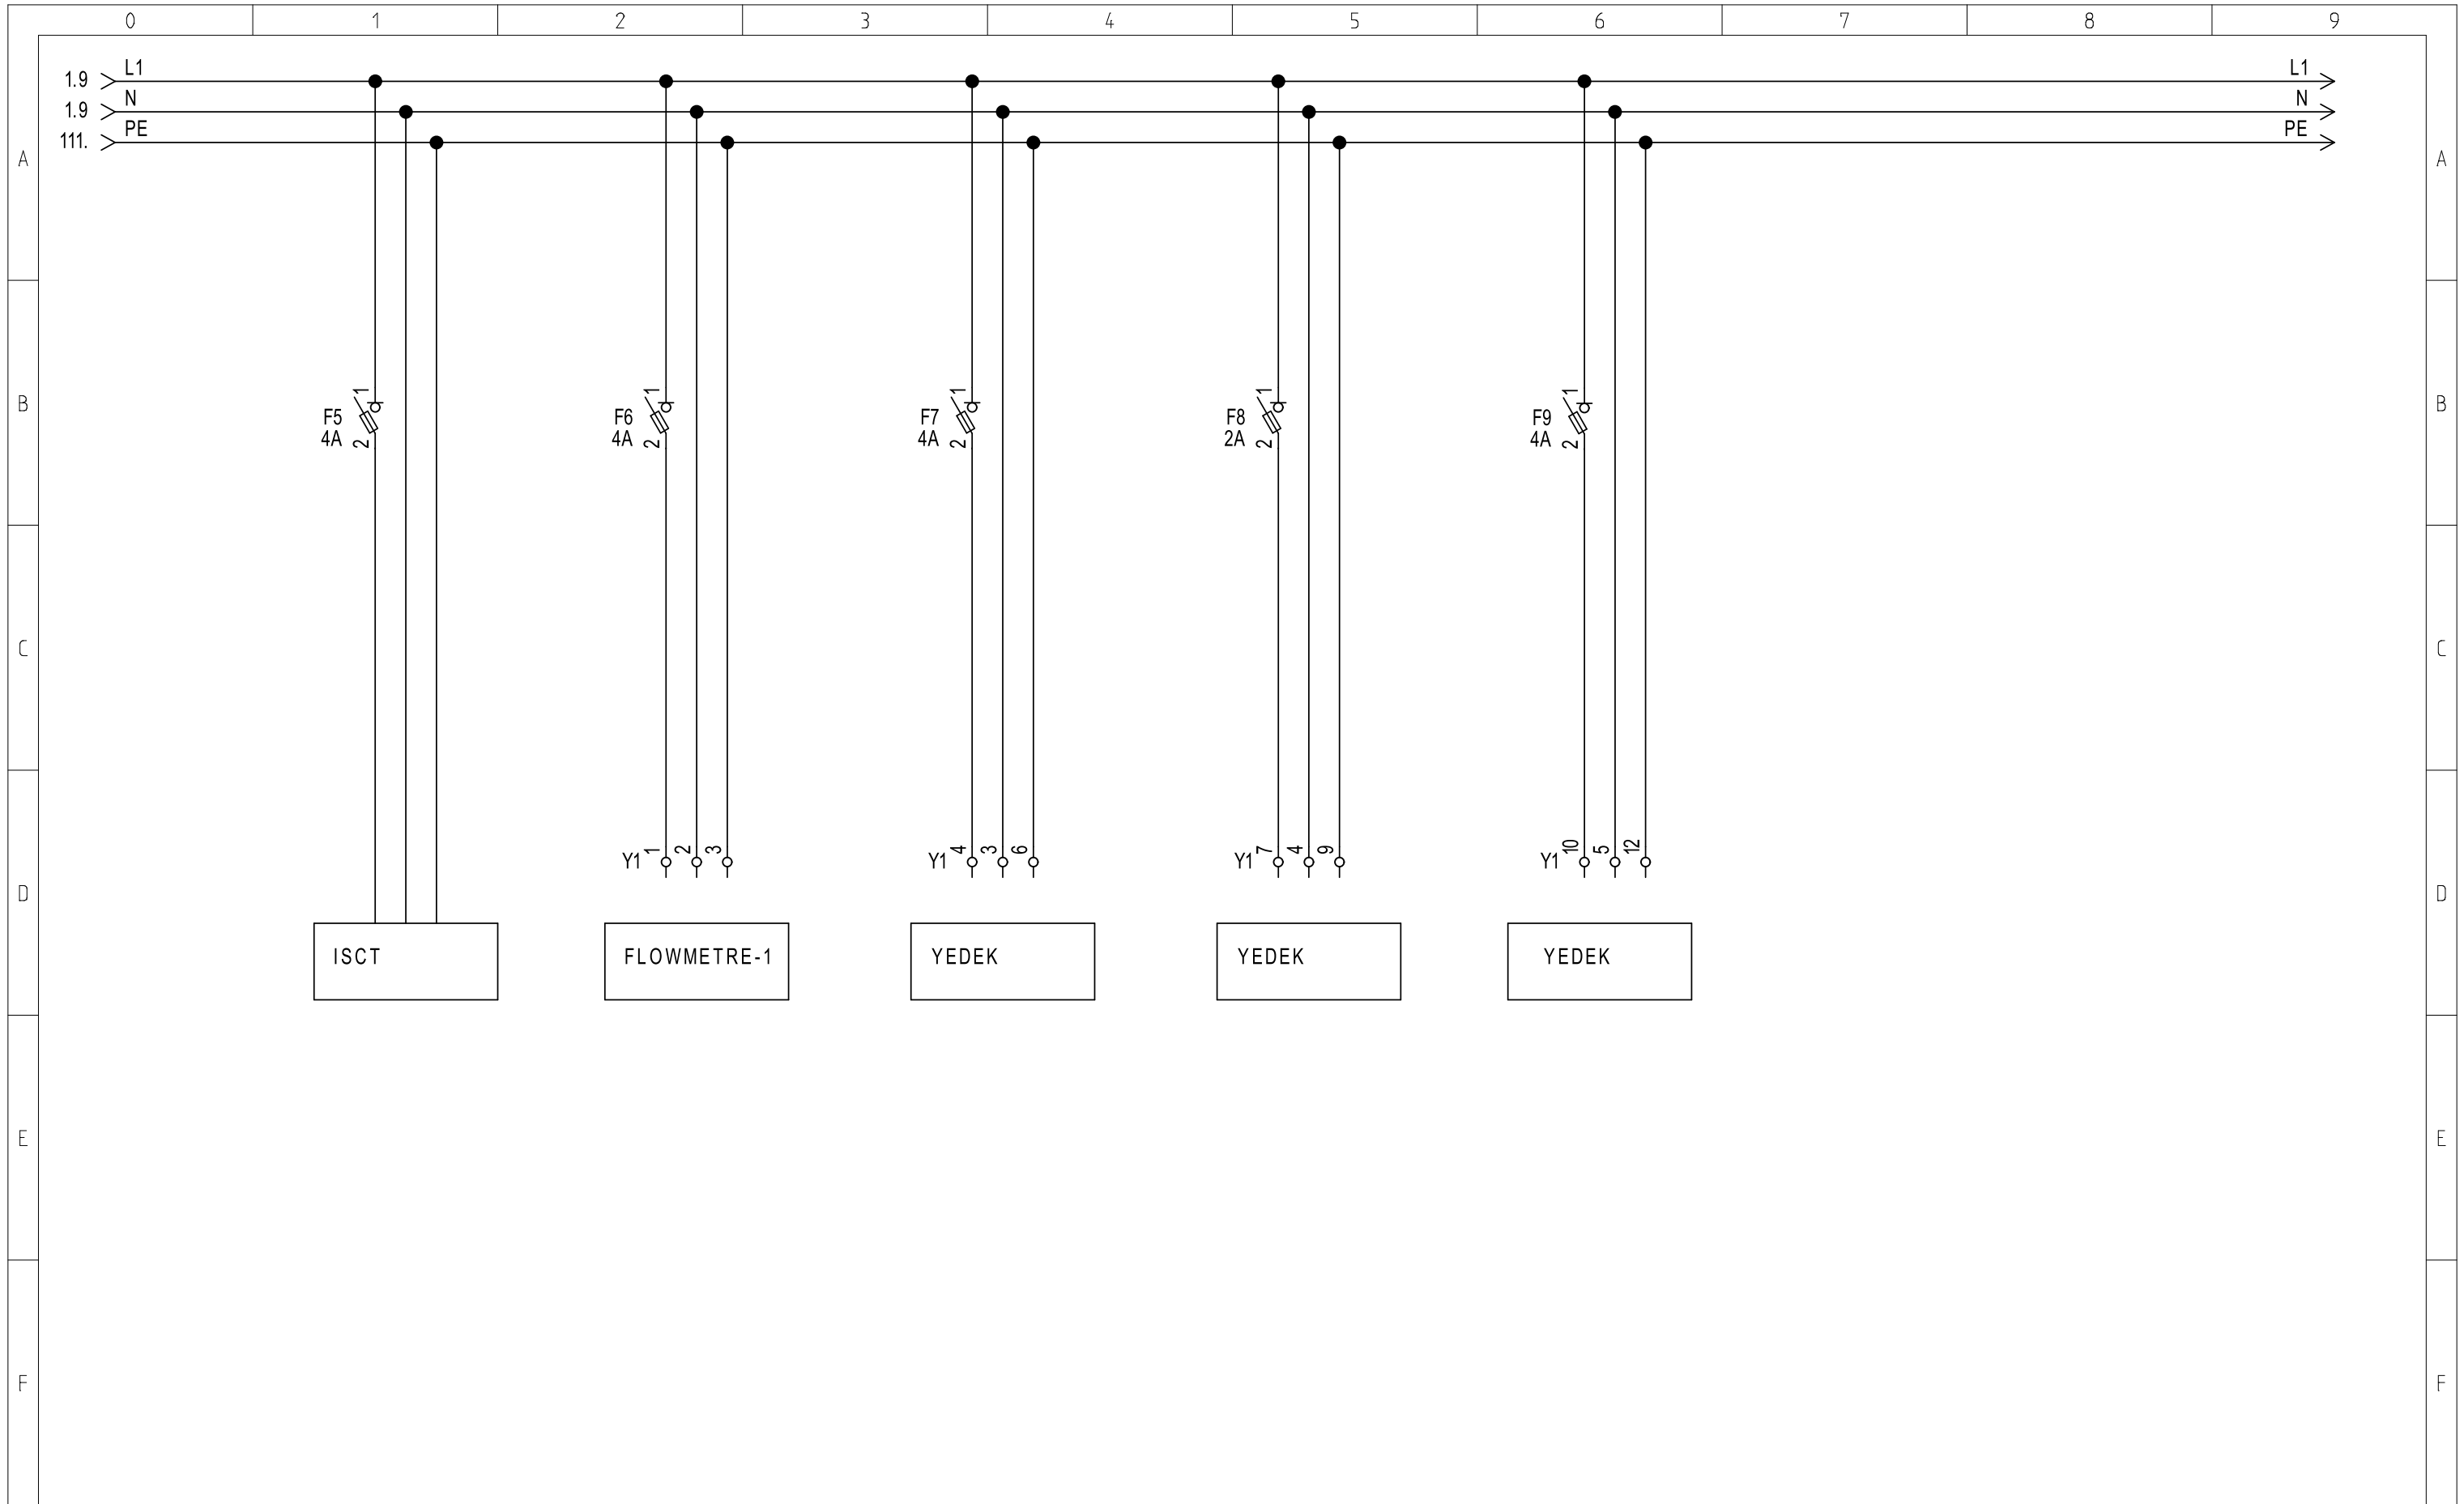 0 1 2 3 4 5 6 7 8 9
1.9 L1 L1
1.9 N N
111. PE PE
A A
B B
1 1 1 1 1
F5 F6 F7 F8 F9
4A 4A 4A 2A 4A
2 2 2 2 2
C C
Y1 1 2 3 Y1 4 3 6 Y1 7 4 9 Y1 10 5 12
D D
ISCT FLOWMETRE-1 YEDEK YEDEK YEDEK
E E
F F